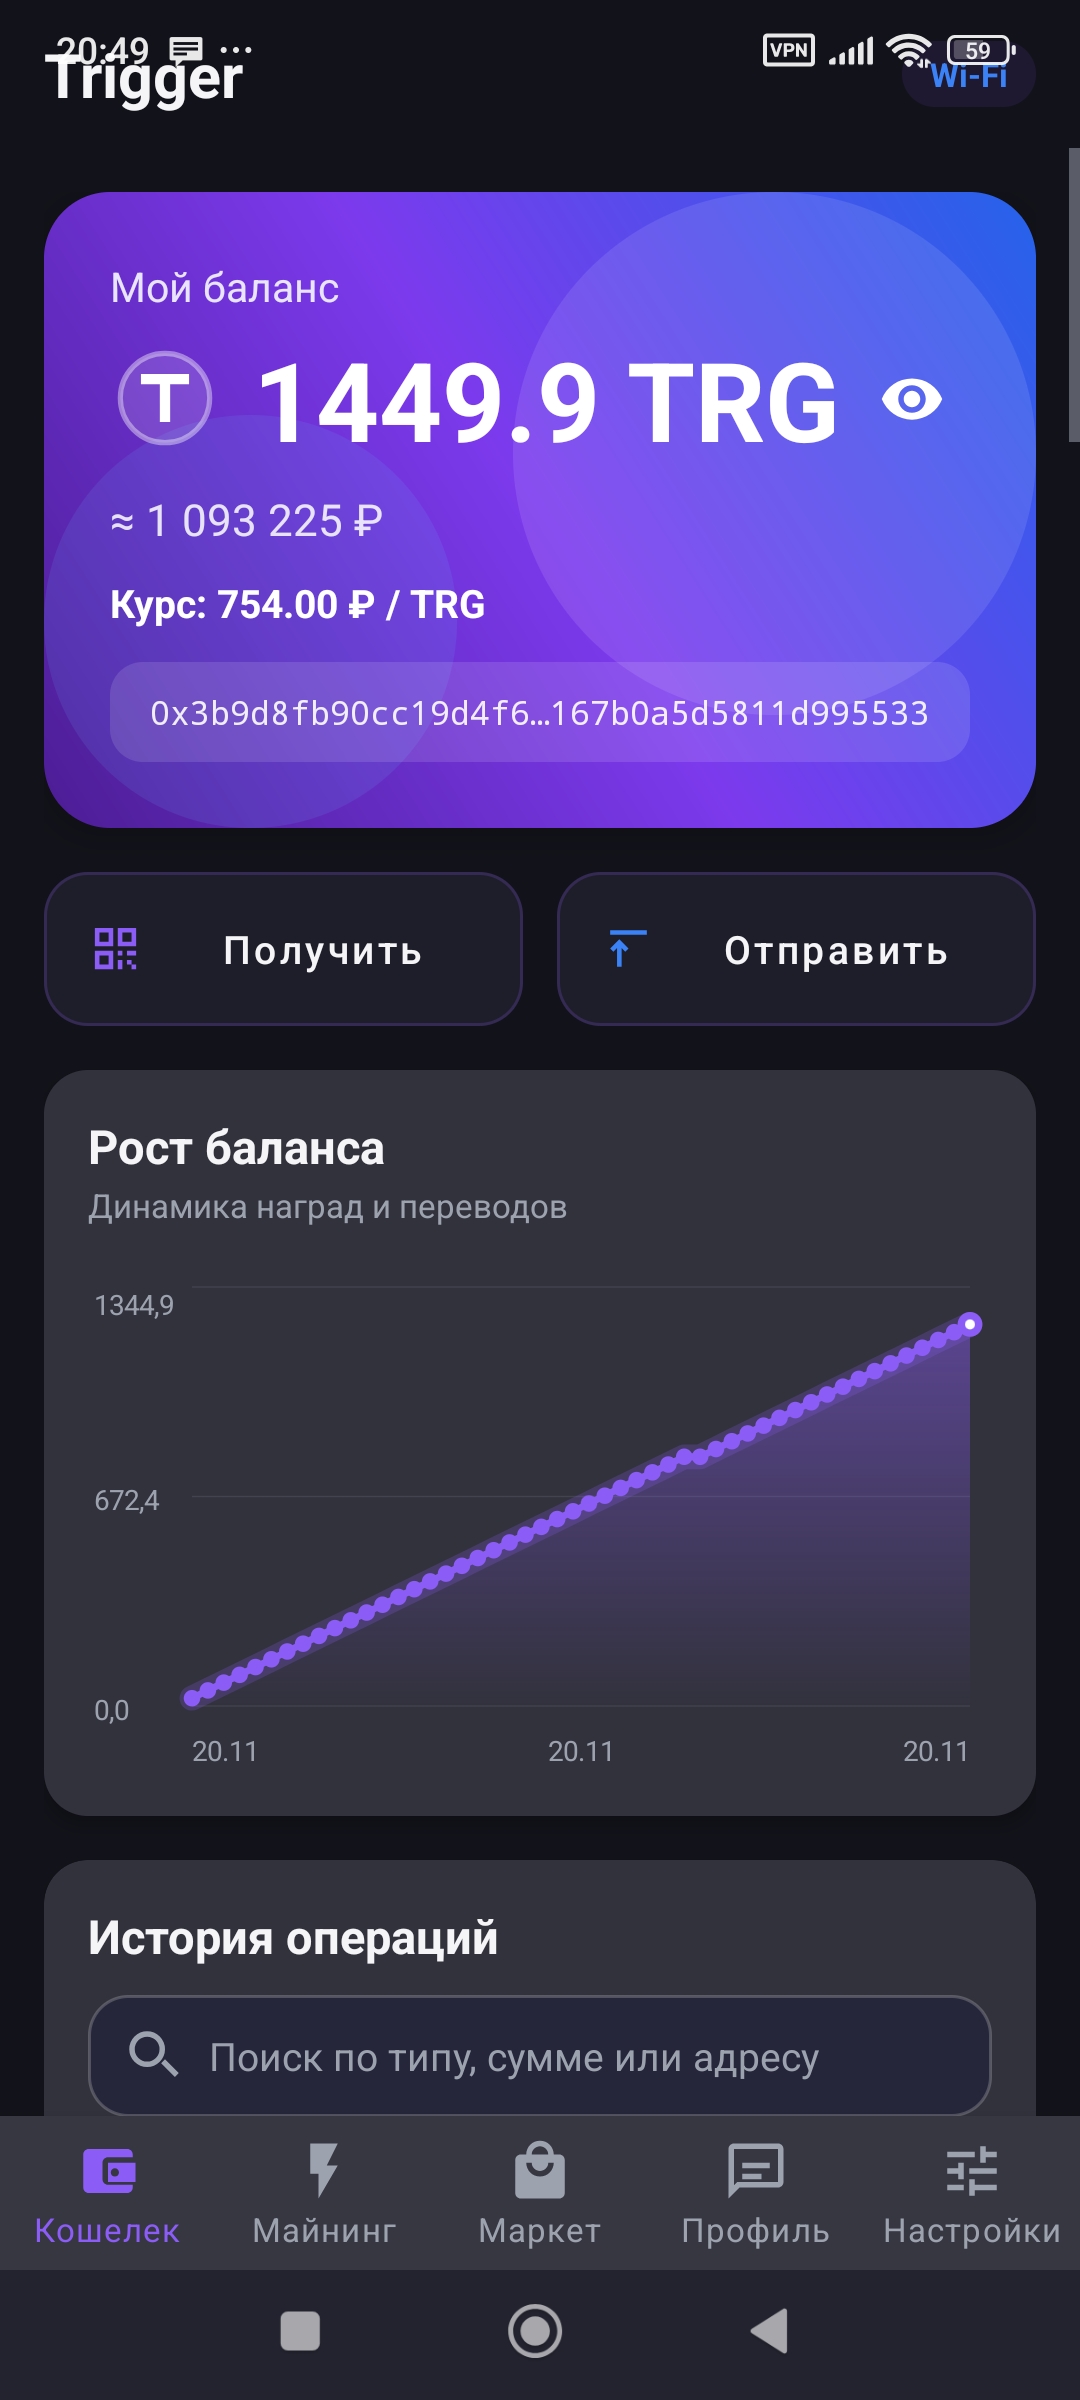 20:49 ... VPN 59
Trigger Wi-Fi
Мой баланс
T 1449.9 TRG
≈ 1 093 225 ₽
Курс: 754.00 ₽ / TRG
0x3b9d8fb90cc19d4f6…167b0a5d5811d995533
Получить Отправить
Рост баланса
Динамика наград и переводов
1344,9
672,4
0,0
20.11 20.11 20.11
История операций
Поиск по типу, сумме или адресу
Кошелек Майнинг Маркет Профиль Настройки